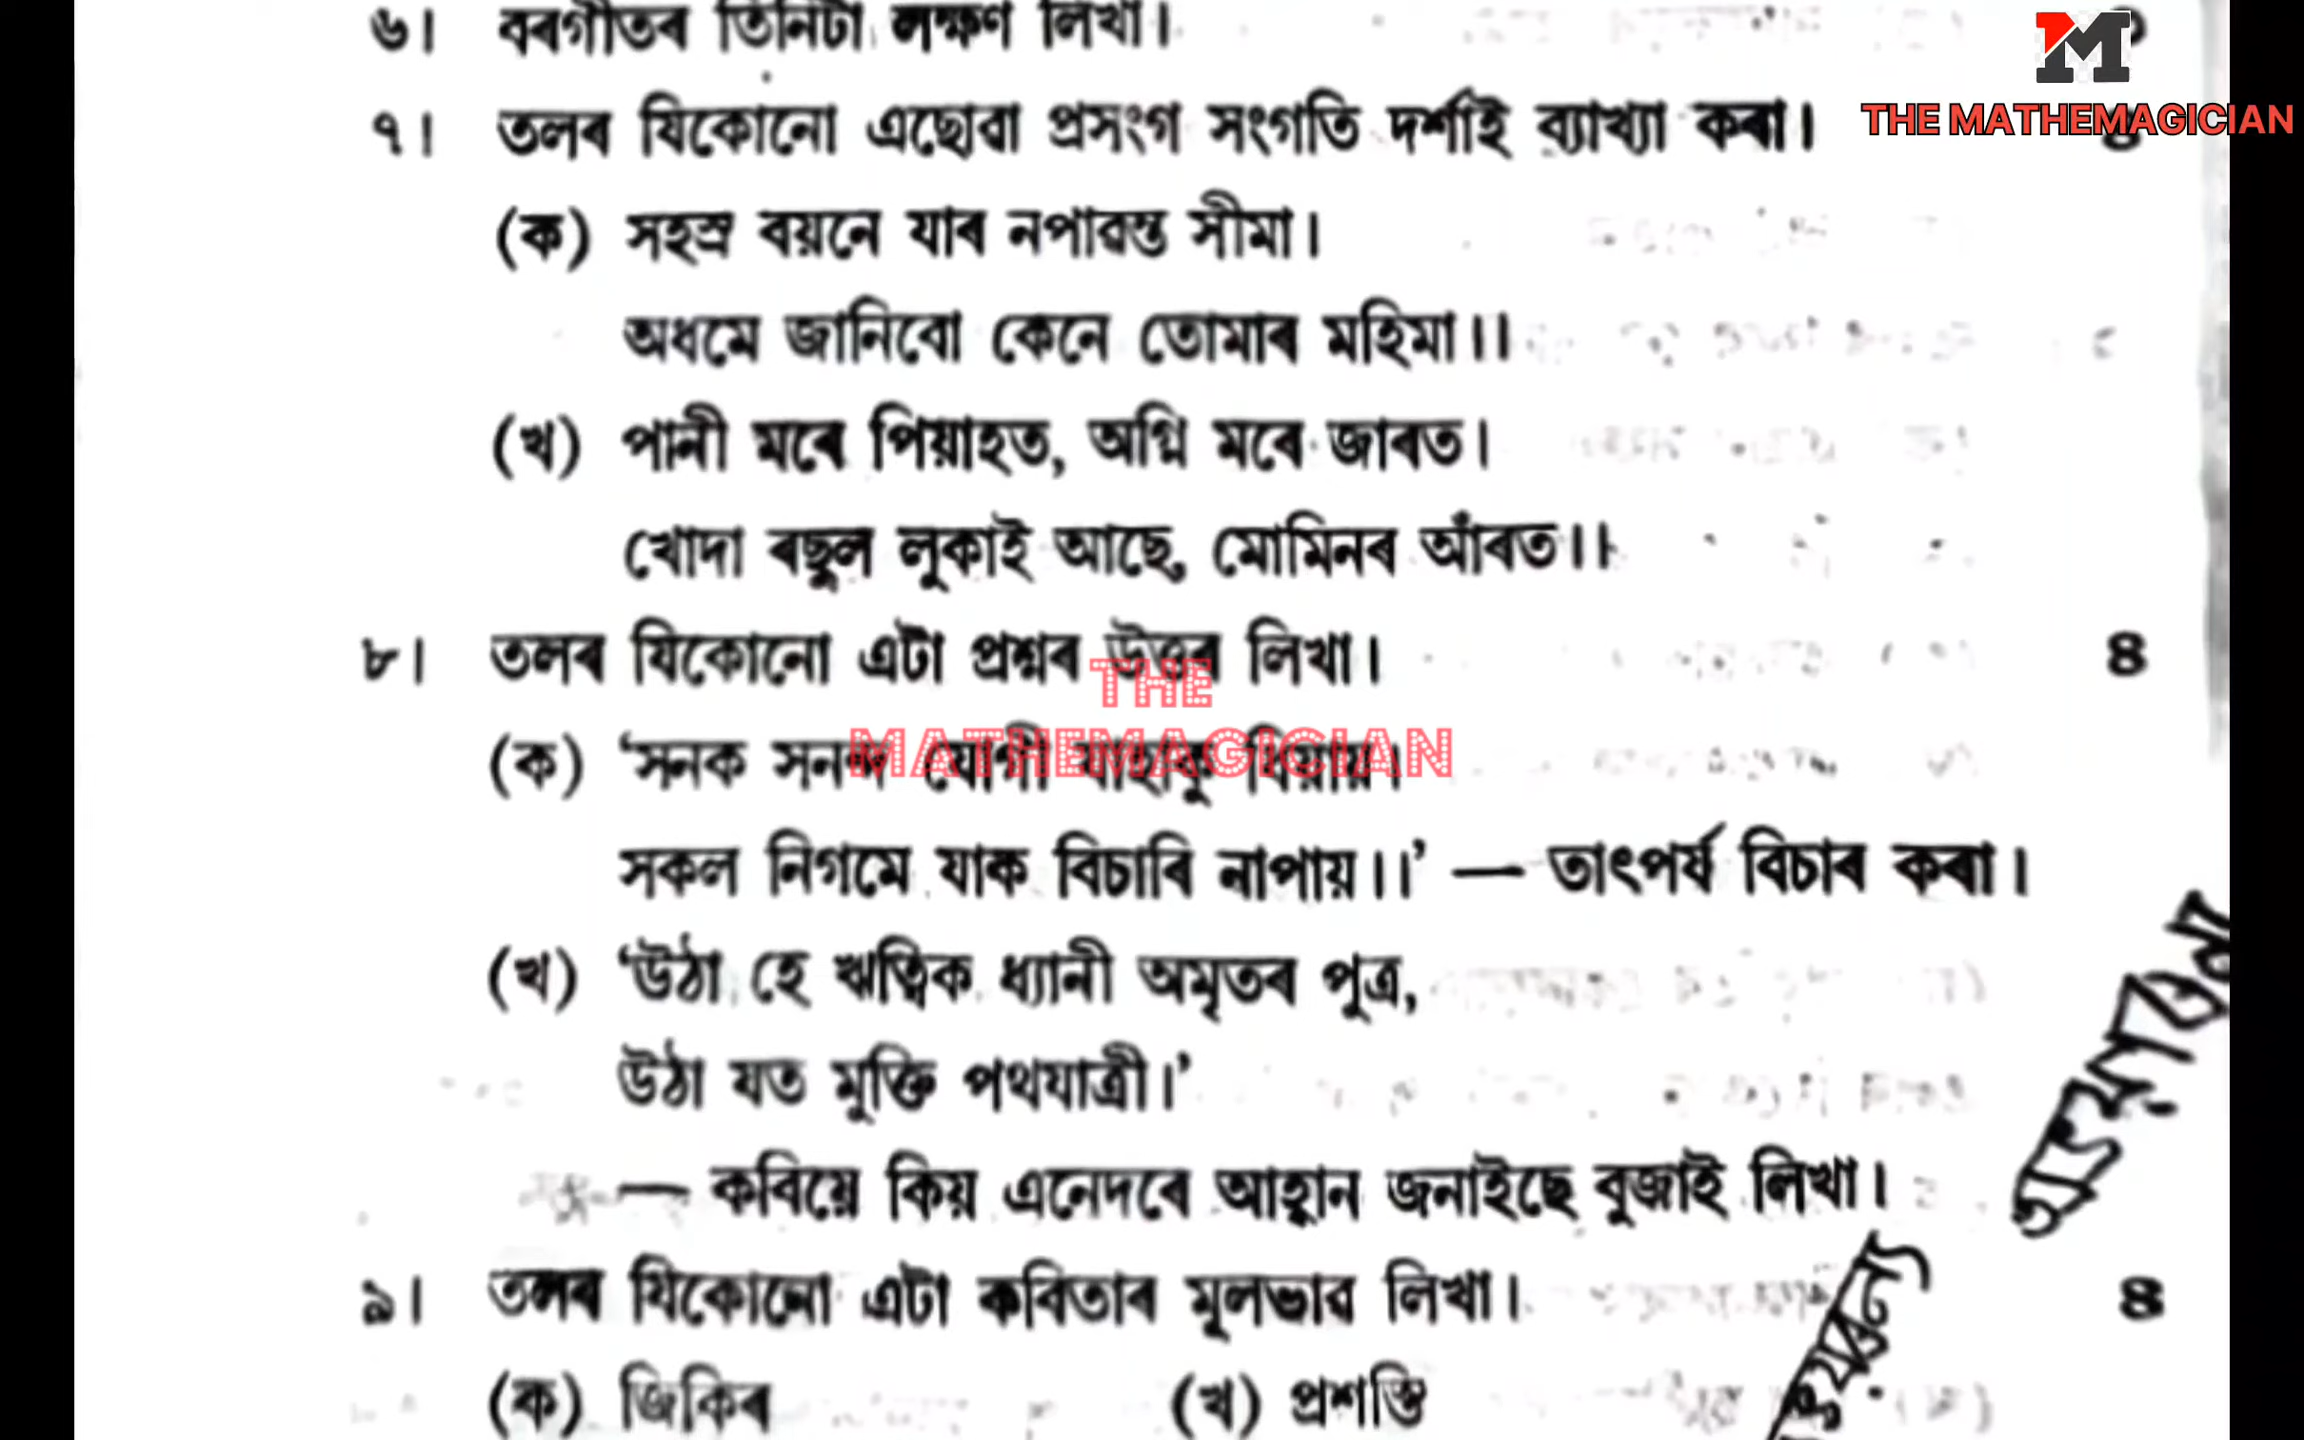 ৬। বৰগীতৰ তিনিটা লক্ষণ লিখা।
THE MATHEMAGICIAN
৭। তলৰ যিকোনো এছোৱা প্ৰসংগ সংগতি দৰ্শাই ব্যাখ্যা কৰা। ৪
(ক) সহস্ৰ বয়নে যাৰ নপাৱন্ত সীমা।
অধমে জানিবো কেনে তোমাৰ মহিমা।।
(খ) পানী মৰে পিয়াহত, অগ্নি মৰে জাৰত।
খোদা ৰছুল লুকাই আছে, মোমিনৰ আঁৰত।।
৮। তলৰ যিকোনো এটা প্ৰশ্নৰ উত্তৰ লিখা। ৪
THE
MATHEMAGICIAN
(ক) ‘সনক সনন্দ যোগী যাহাকু ধিয়ায়।
সকল নিগমে যাক বিচাৰি নাপায়।।’ — তাৎপৰ্য বিচাৰ কৰা।
(খ) ‘উঠা হে ঋত্বিক ধ্যানী অমৃতৰ পুত্ৰ,
উঠা যত মুক্তি পথযাত্ৰী।’
— কবিয়ে কিয় এনেদৰে আহ্বান জনাইছে বুজাই লিখা।
৯। তলৰ যিকোনো এটা কবিতাৰ মূলভাৱ লিখা। ৪
(ক) জিকিৰ (খ) প্ৰশস্তি